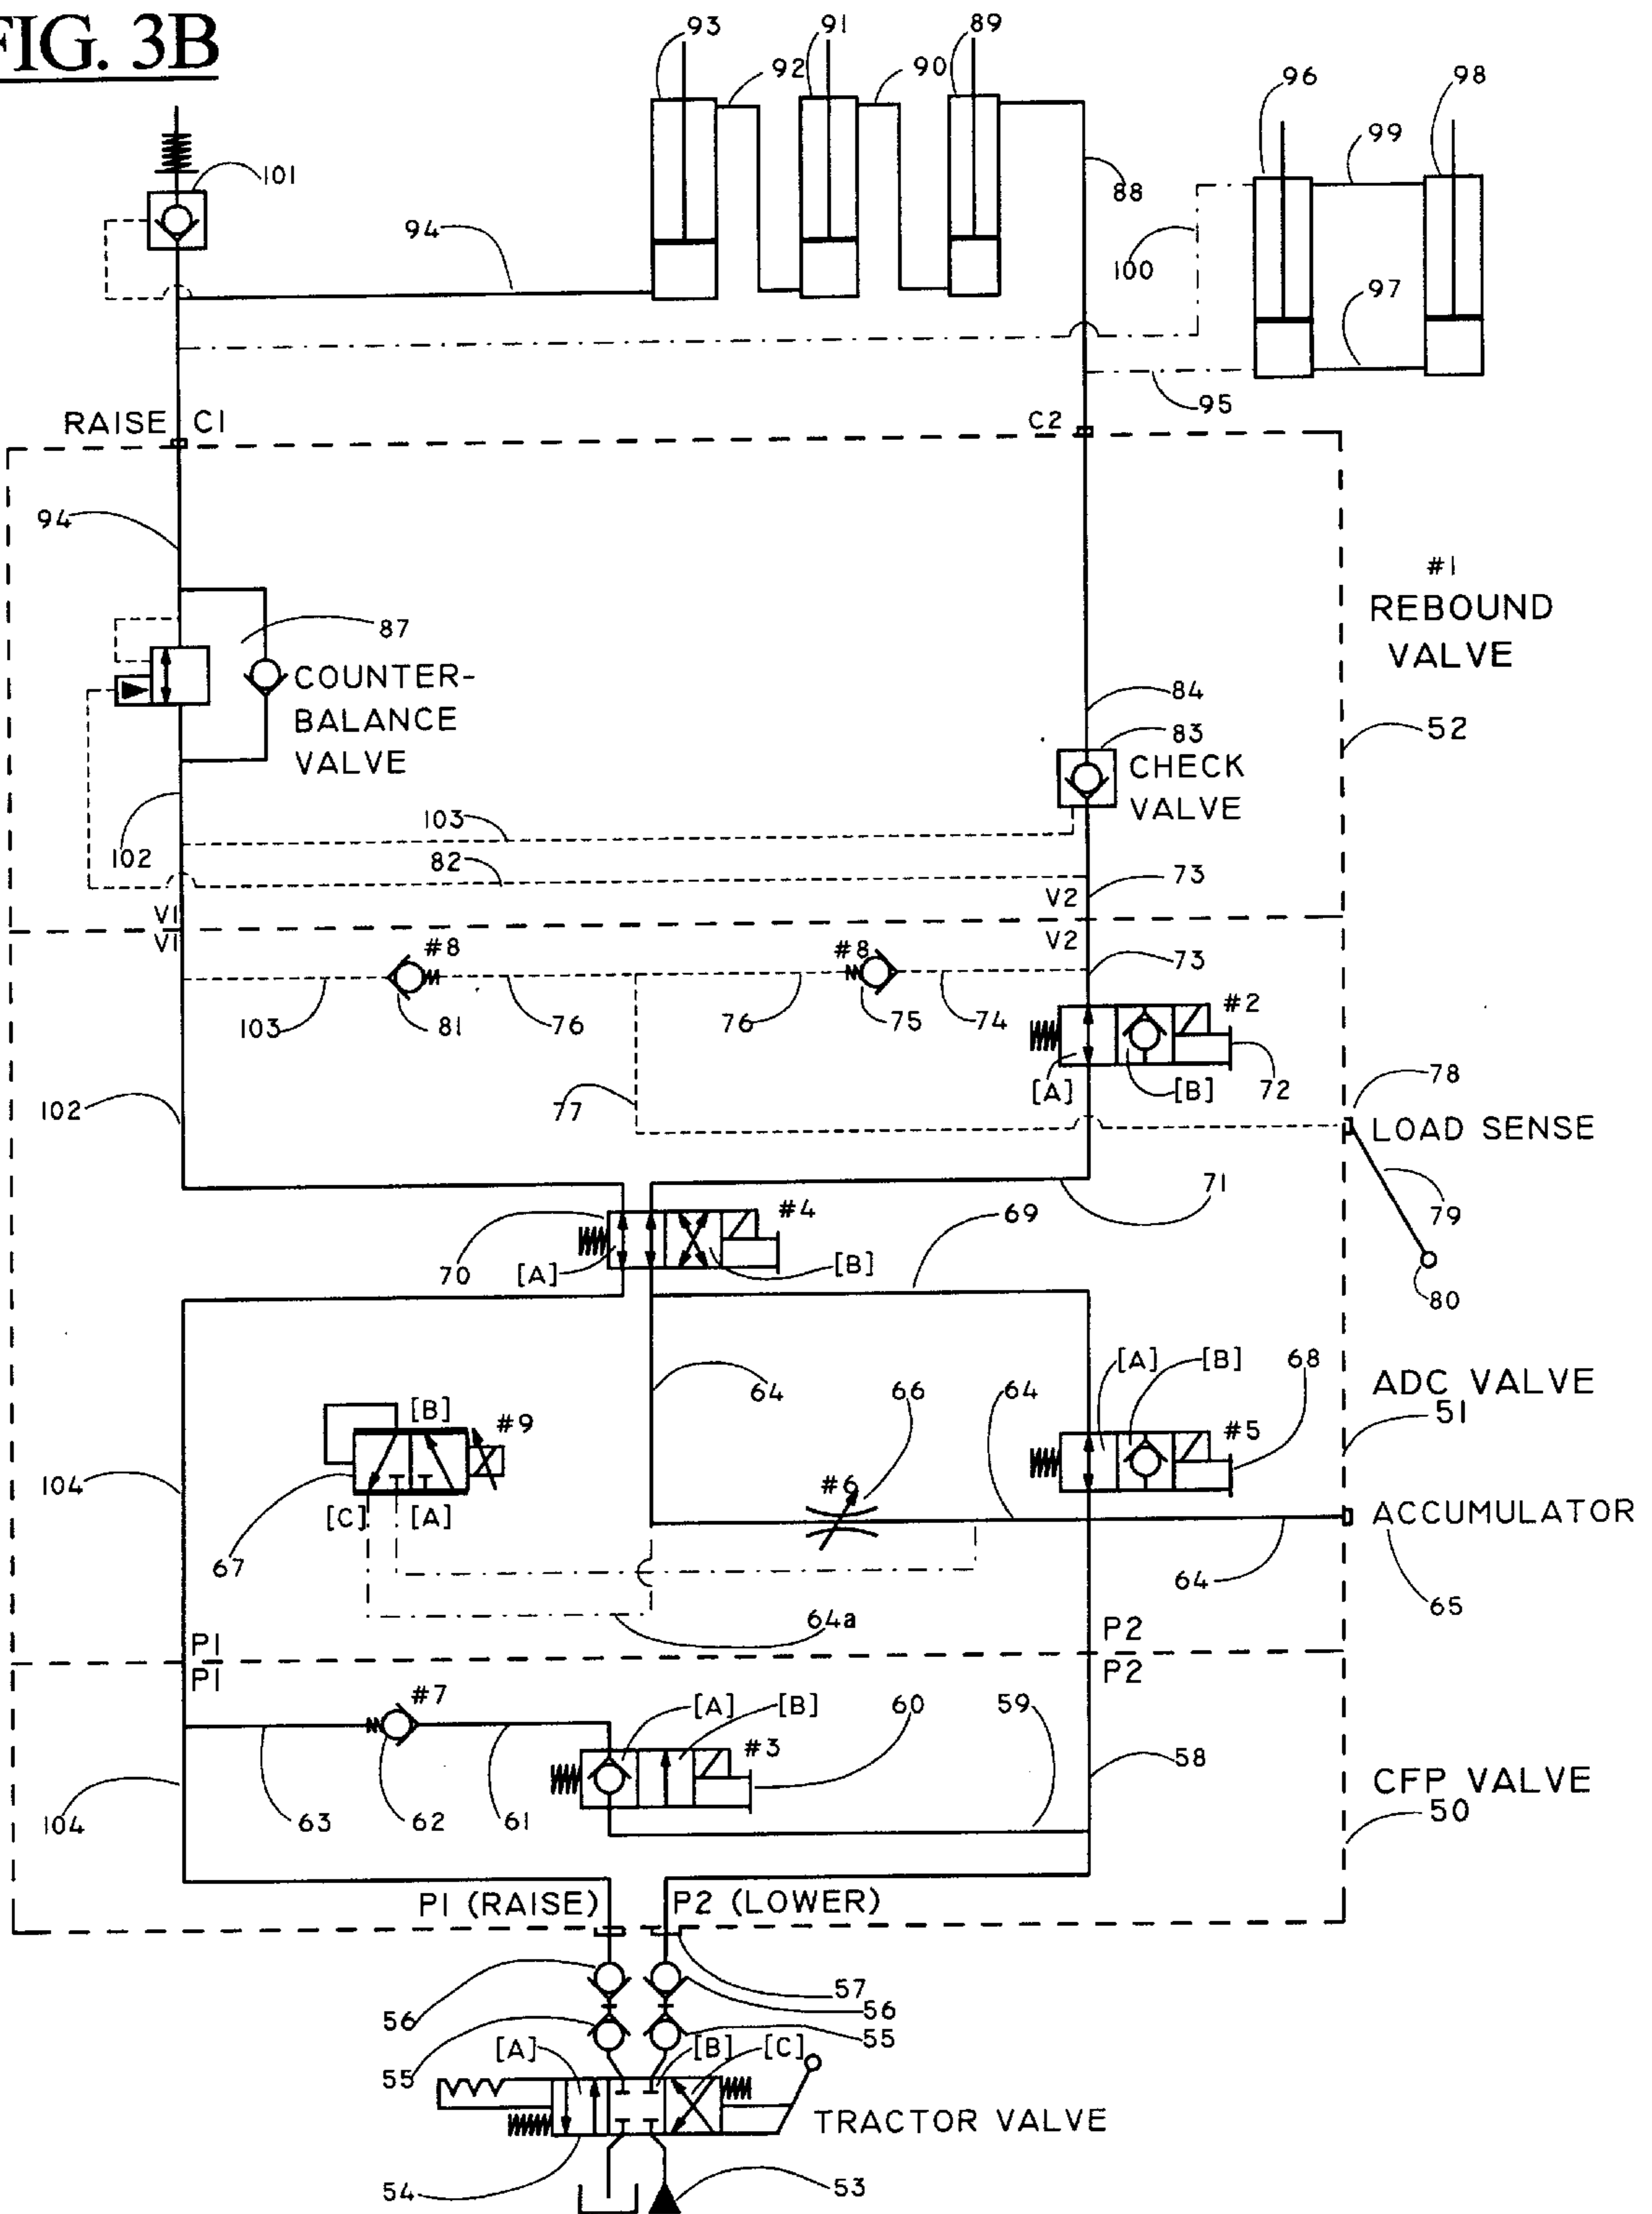 FIG. 3B
93
91
89
92
90
96
98
99
101
88
94
100
97
95
RAISE C1
C2
94
#1
REBOUND
VALVE
87
COUNTER-
BALANCE
VALVE
84
83
CHECK
VALVE
52
103
102
82
73
V1
V2
V1
V2
#8
#8
73
103
81
76
76
75
74
#2
[A]
[B]
72
78
102
77
LOAD SENSE
71
79
#4
69
70
[A]
[B]
80
[A]
[B]
68
64
66
64
ADC VALVE
51
[B]
#9
#5
104
#6
[C]
[A]
ACCUMULATOR
67
64
65
64a
P1
P2
P1
P2
#7
[A]
[B]
60
59
#3
58
CFP VALVE
50
104
63
62
61
P1 (RAISE)
P2 (LOWER)
57
56
56
55
[A]
[B]
[C]
55
TRACTOR VALVE
54
53